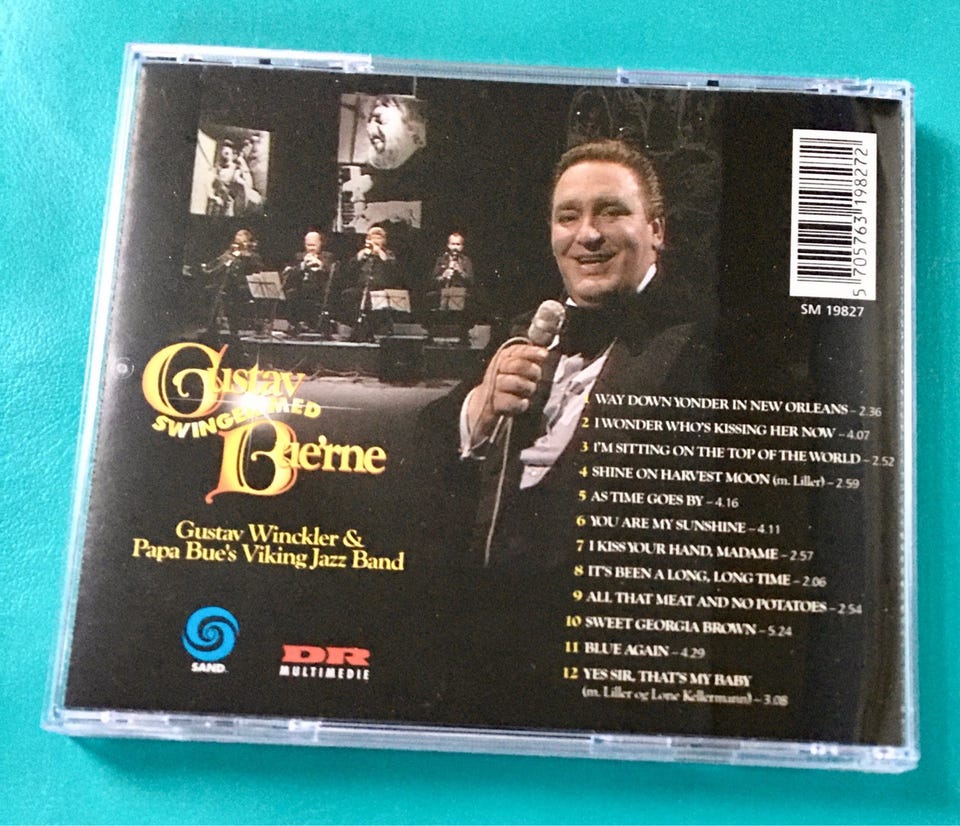 5 705763 198272
SM 19827
Gustav
SWINGER MED
Bue'rne
Gustav Winckler &
Papa Bue's Viking Jazz Band
SAND
DR
MULTIMEDIE
1 WAY DOWN YONDER IN NEW ORLEANS – 2.36
2 I WONDER WHO'S KISSING HER NOW – 4.07
3 I'M SITTING ON THE TOP OF THE WORLD – 2.52
4 SHINE ON HARVEST MOON (m. Liller) – 2.59
5 AS TIME GOES BY – 4.16
6 YOU ARE MY SUNSHINE – 4.11
7 I KISS YOUR HAND, MADAME – 2.57
8 IT'S BEEN A LONG, LONG TIME – 2.06
9 ALL THAT MEAT AND NO POTATOES – 2.54
10 SWEET GEORGIA BROWN – 5.24
11 BLUE AGAIN – 4.29
12 YES SIR, THAT'S MY BABY
(m. Liller og Lone Kellermann) – 3.08